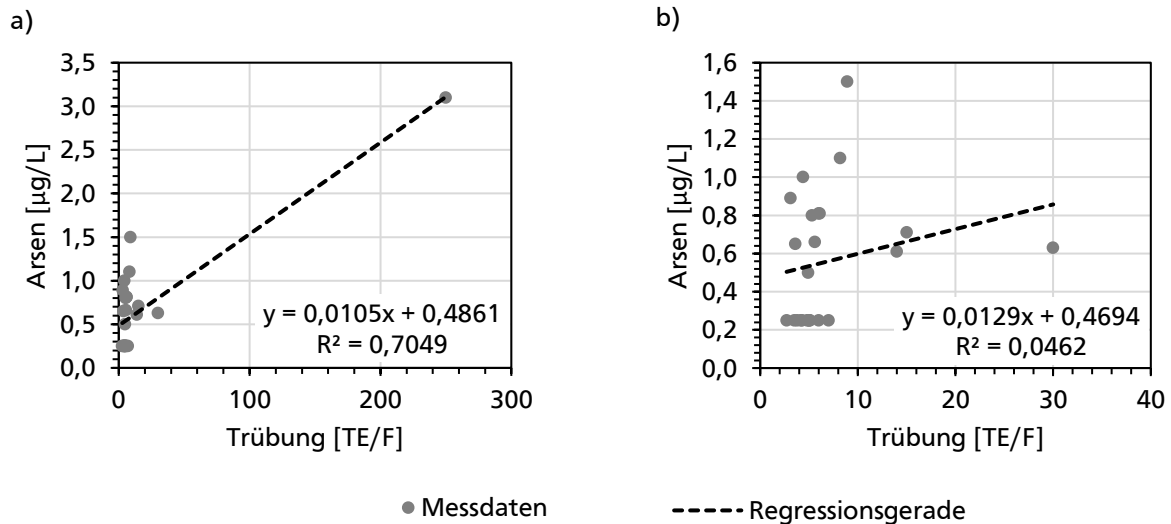 a)
3,5
3,0
2,5
2,0
1,5
1,0
0,5
0,0
Arsen [µg/L]
y = 0,0105x + 0,4861
R² = 0,7049
0 100 200 300
Trübung [TE/F]
b)
1,6
1,4
1,2
1,0
0,8
0,6
0,4
0,2
0,0
Arsen [µg/L]
y = 0,0129x + 0,4694
R² = 0,0462
0 10 20 30 40
Trübung [TE/F]
Messdaten
Regressionsgerade